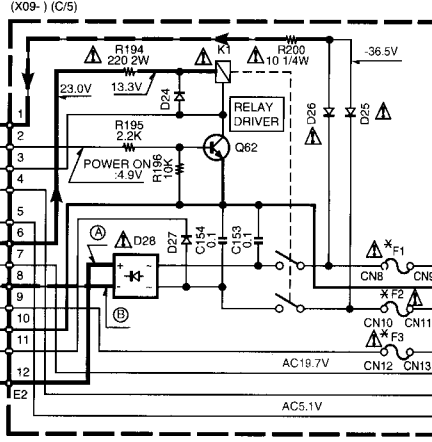 (X09- ) (C/5)
R194
220 2W
K1
R200
10 1/4W
-36.5V
23.0V
13.3V
D24
RELAY
DRIVER
D26
D25
1
R195
2.2K
2
Q62
3
POWER ON
:4.9V
R196
10K
4
5
6
A
D28
D27
C154
0.1
C153
0.1
*F1
7
CN8
CN9
8
*F2
9
B
CN10
CN11
10
*F3
11
CN12
CN13
AC19.7V
12
E2
AC5.1V